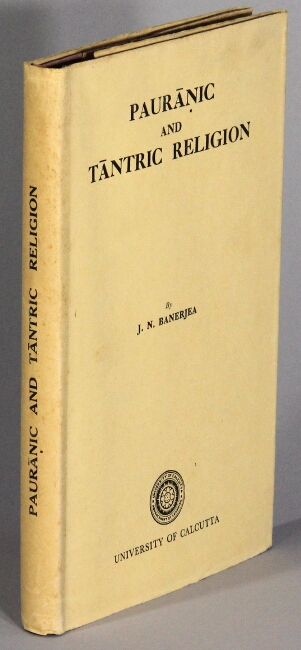 PAURĀṆIC AND TĀNTRIC RELIGION
PAURĀṆIC
AND
TĀNTRIC RELIGION
By
J. N. BANERJEA
UNIVERSITY OF CALCUTTA